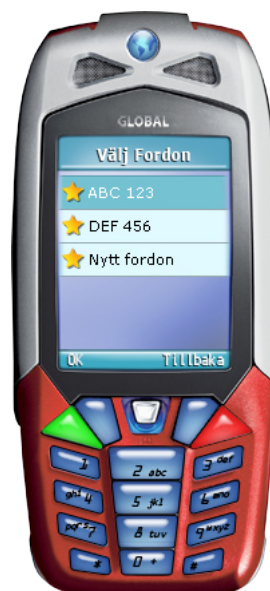 GLOBAL
Välj Fordon
ABC 123
DEF 456
Nytt fordon
OK Tillbaka
1 2 abc 3 def
ghi 4 5 jkl 6 mno
pqrs 7 8 tuv 9 wxyz
* 0 + #